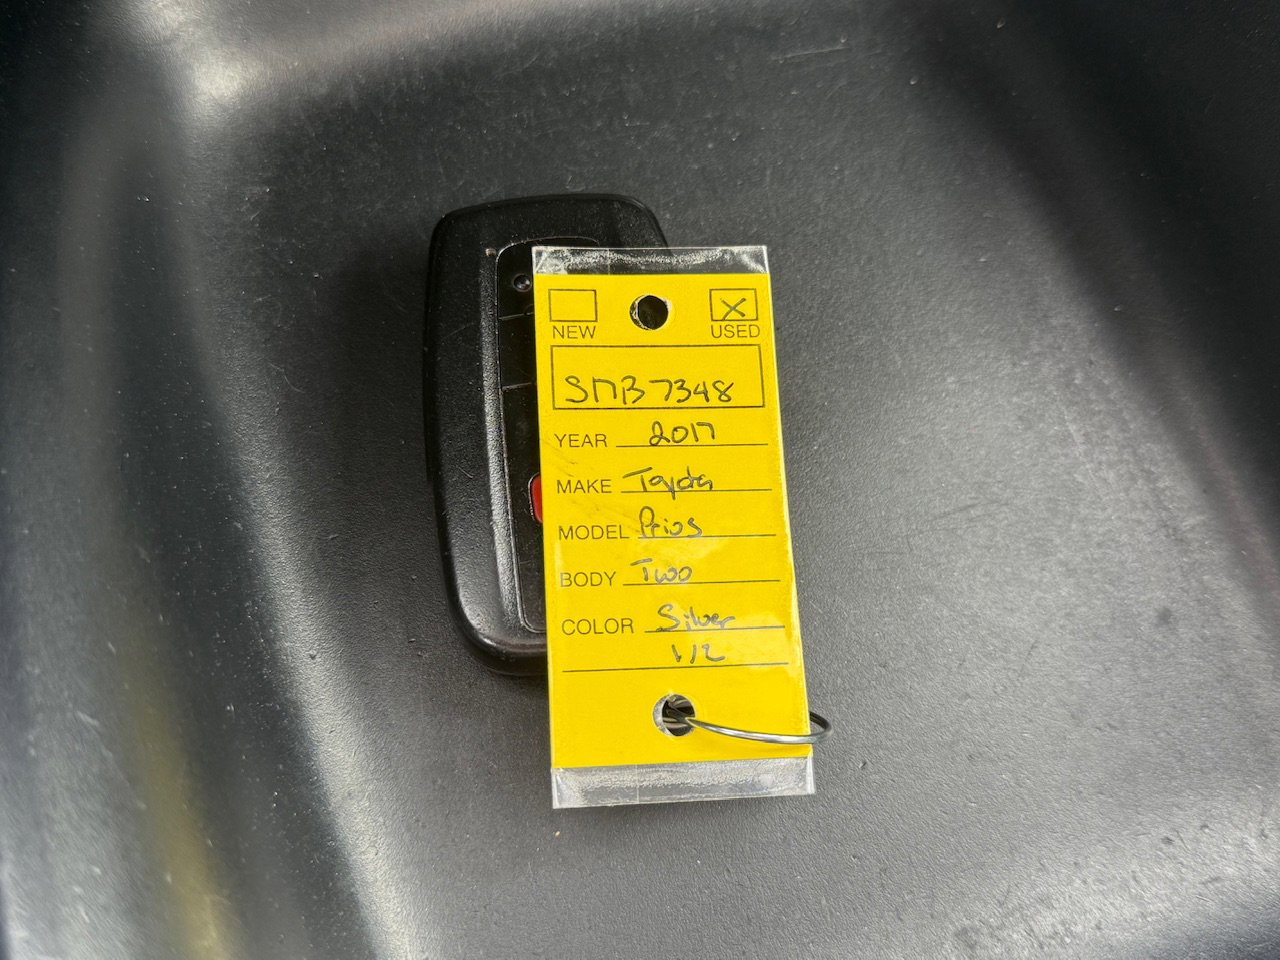 NEW USED
SMB7348
YEAR 2017
MAKE Toyota
MODEL Prius
BODY Two
COLOR Silver
1/2